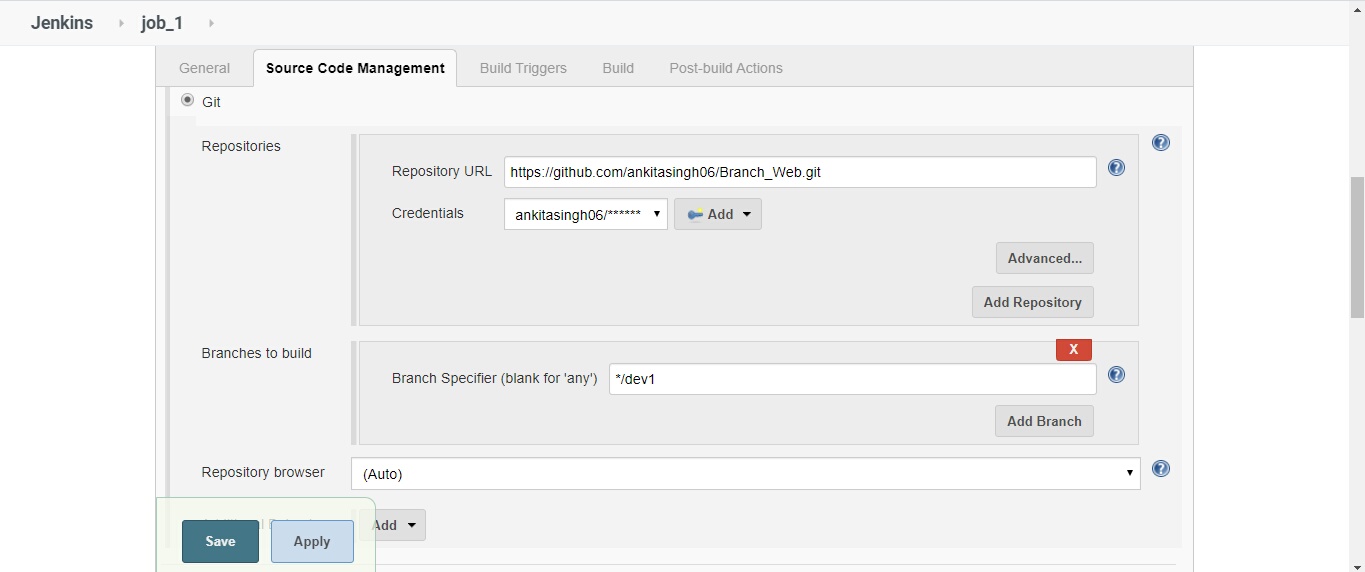 Jenkins job_1
General Source Code Management Build Triggers Build Post-build Actions
Git
Repositories
Repository URL https://github.com/ankitasingh06/Branch_Web.git
Credentials ankitasingh06/****** Add
Advanced...
Add Repository
Branches to build X
Branch Specifier (blank for 'any') */dev1
Add Branch
Repository browser (Auto)
Add
Save Apply